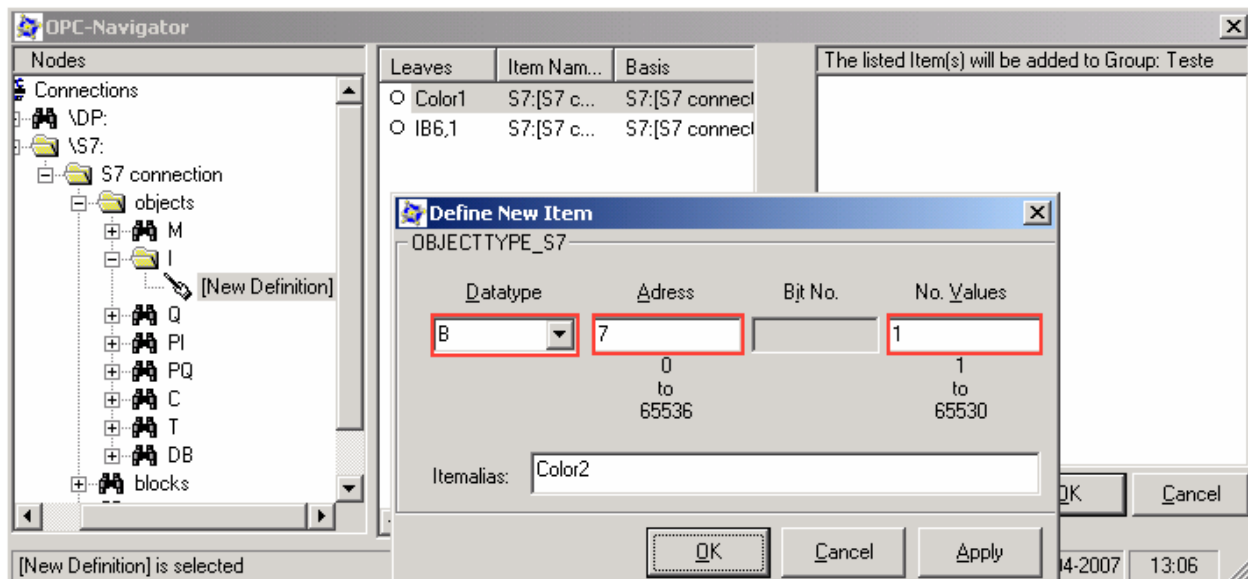 OPC-Navigator
Nodes
Connections
\DP:
\S7:
S7 connection
objects
M
I
[New Definition]
Q
PI
PQ
C
T
DB
blocks
Leaves Item Nam... Basis
Color1 S7:[S7 c... S7:[S7 connect
IB6,1 S7:[S7 c... S7:[S7 connect
The listed Item(s) will be added to Group: Teste
Define New Item
OBJECTTYPE_S7
Datatype Adress Bit No. No. Values
B 7 1
0 1
to to
65536 65530
Itemalias: Color2
OK Cancel Apply
OK Cancel
[New Definition] is selected
4-2007 13:06